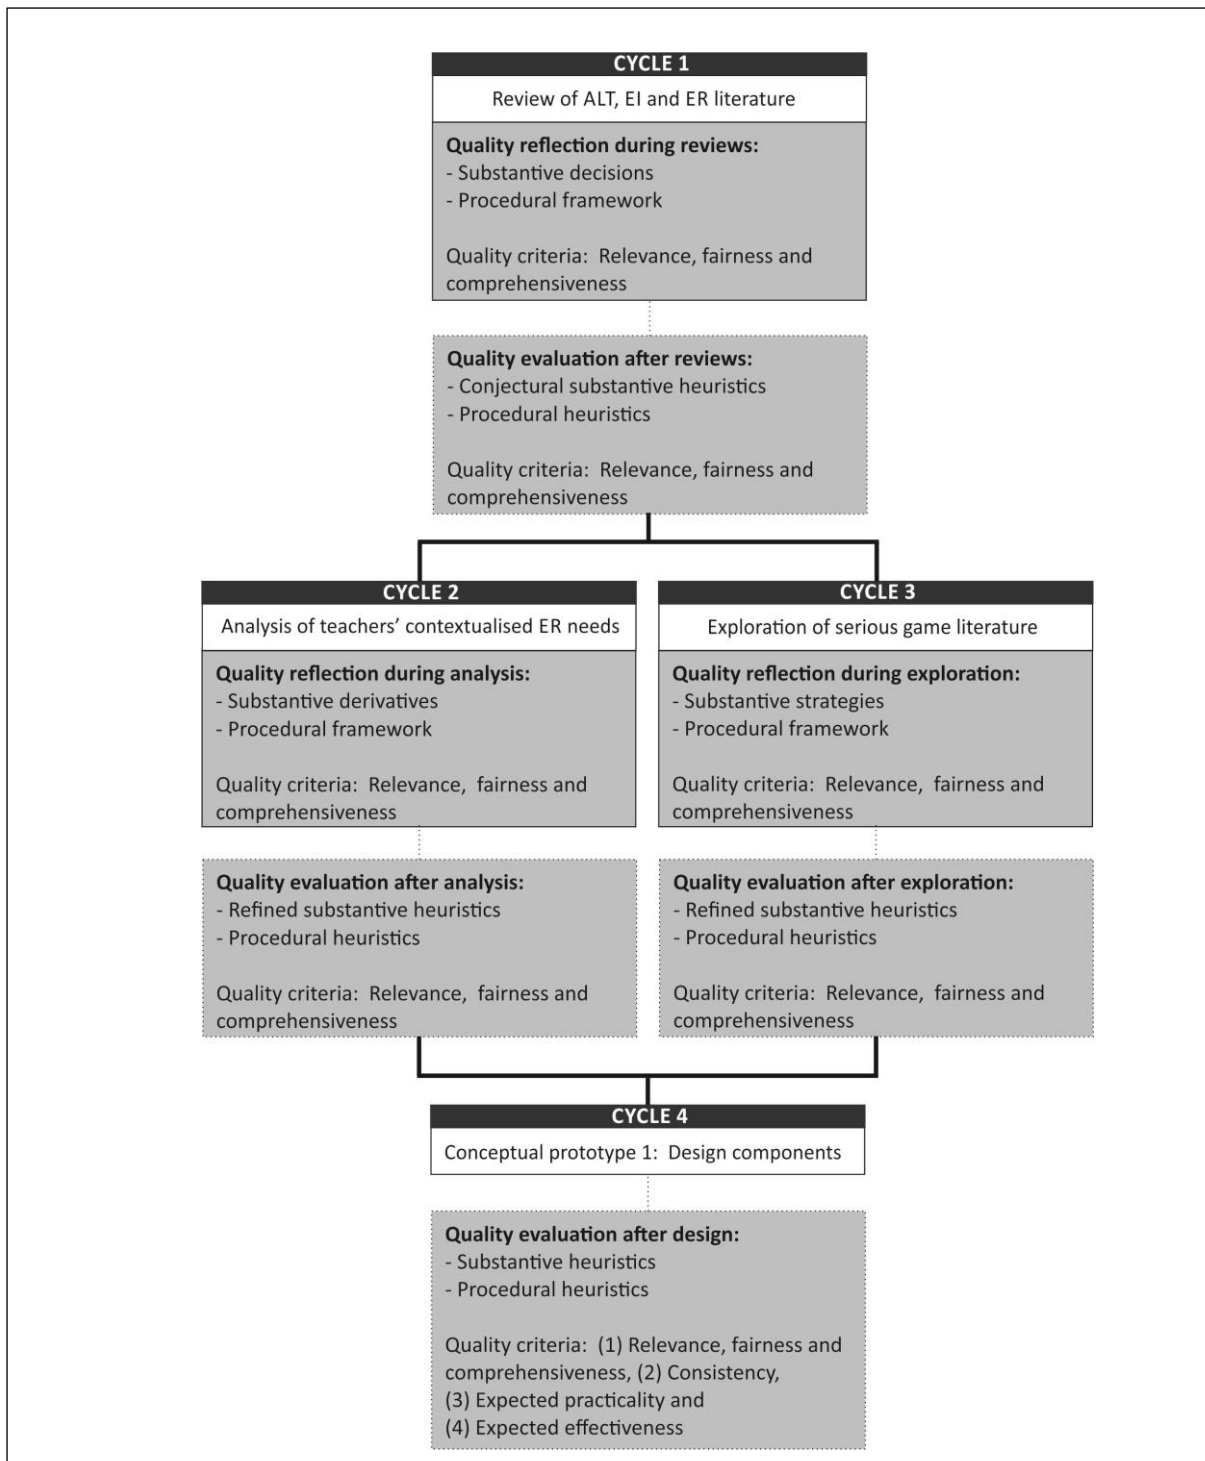 CYCLE 1
Review of ALT, EI and ER literature
Quality reflection during reviews:
- Substantive decisions
- Procedural framework
Quality criteria: Relevance, fairness and
comprehensiveness
Quality evaluation after reviews:
- Conjectural substantive heuristics
- Procedural heuristics
Quality criteria: Relevance, fairness and
comprehensiveness
CYCLE 2
Analysis of teachers' contextualised ER needs
Quality reflection during analysis:
- Substantive derivatives
- Procedural framework
Quality criteria: Relevance, fairness and
comprehensiveness
Quality evaluation after analysis:
- Refined substantive heuristics
- Procedural heuristics
Quality criteria: Relevance, fairness and
comprehensiveness
CYCLE 3
Exploration of serious game literature
Quality reflection during exploration:
- Substantive strategies
- Procedural framework
Quality criteria: Relevance, fairness and
comprehensiveness
Quality evaluation after exploration:
- Refined substantive heuristics
- Procedural heuristics
Quality criteria: Relevance, fairness and
comprehensiveness
CYCLE 4
Conceptual prototype 1: Design components
Quality evaluation after design:
- Substantive heuristics
- Procedural heuristics
Quality criteria: (1) Relevance, fairness and
comprehensiveness, (2) Consistency,
(3) Expected practicality and
(4) Expected effectiveness